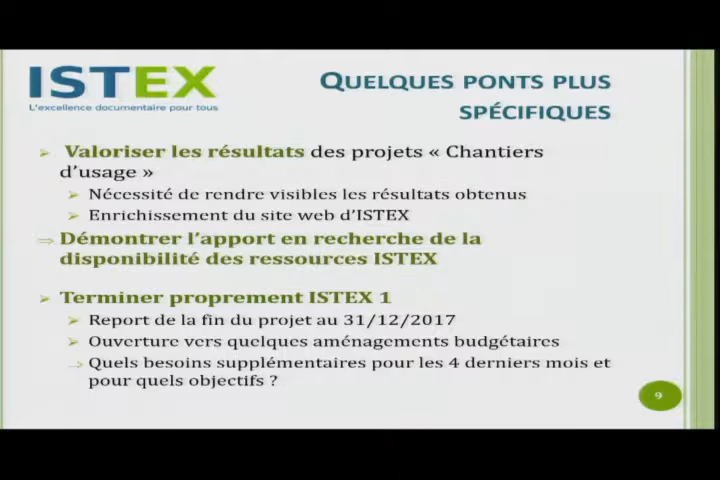 ISTEX
L'excellence documentaire pour tous
QUELQUES PONTS PLUS
SPÉCIFIQUES
Valoriser les résultats des projets « Chantiers
d'usage »
Nécessité de rendre visibles les résultats obtenus
Enrichissement du site web d'ISTEX
Démontrer l'apport en recherche de la
disponibilité des ressources ISTEX
Terminer proprement ISTEX 1
Report de la fin du projet au 31/12/2017
Ouverture vers quelques aménagements budgétaires
Quels besoins supplémentaires pour les 4 derniers mois et
pour quels objectifs ?
9